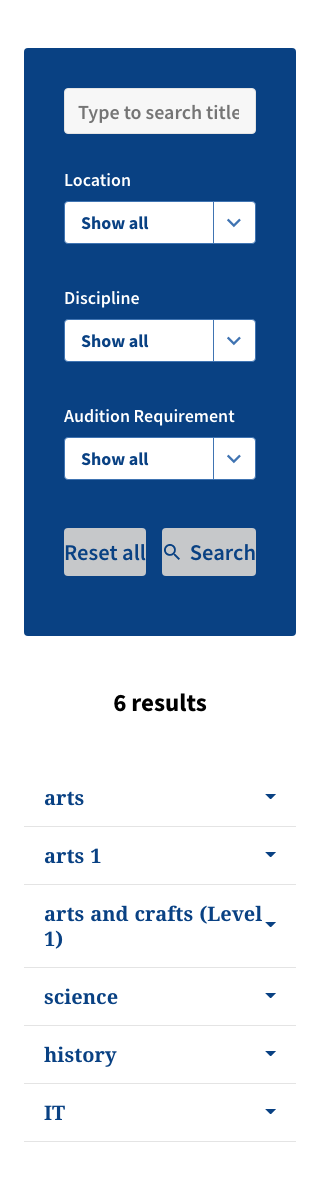 Type to search title
Location
Show all
Discipline
Show all
Audition Requirement
Show all
Reset all
Search
6 results
arts
arts 1
arts and crafts (Level
1)
science
history
IT